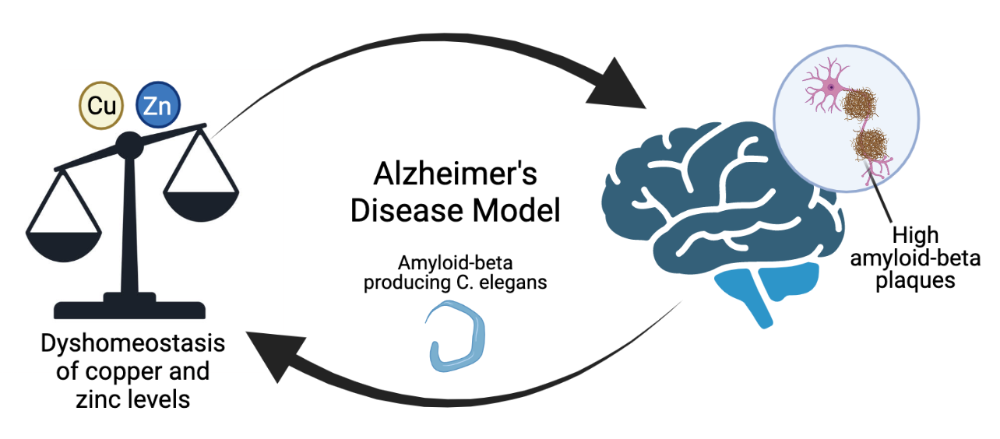 Cu
Zn
Alzheimer's
Disease Model
Amyloid-beta
producing C. elegans
High
amyloid-beta
plaques
Dyshomeostasis
of copper and
zinc levels